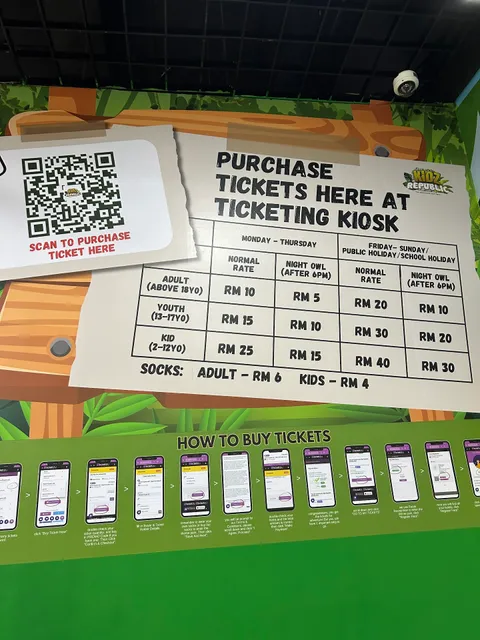 SCAN TO PURCHASE
TICKET HERE
PURCHASE
TICKETS HERE AT
TICKETING KIOSK
KIDZ
REPUBLIC
MONDAY - THURSDAY
FRIDAY- SUNDAY/
PUBLIC HOLIDAY/SCHOOL HOLIDAY
NORMAL RATE
NIGHT OWL (AFTER 6PM)
NORMAL RATE
NIGHT OWL (AFTER 6PM)
ADULT (ABOVE 18YO) RM 10 RM 5 RM 20 RM 10
YOUTH (13-17YO) RM 15 RM 10 RM 30 RM 20
KID (2-12YO) RM 25 RM 15 RM 40 RM 30
SOCKS: ADULT - RM 6 KIDS - RM 4
HOW TO BUY TICKETS